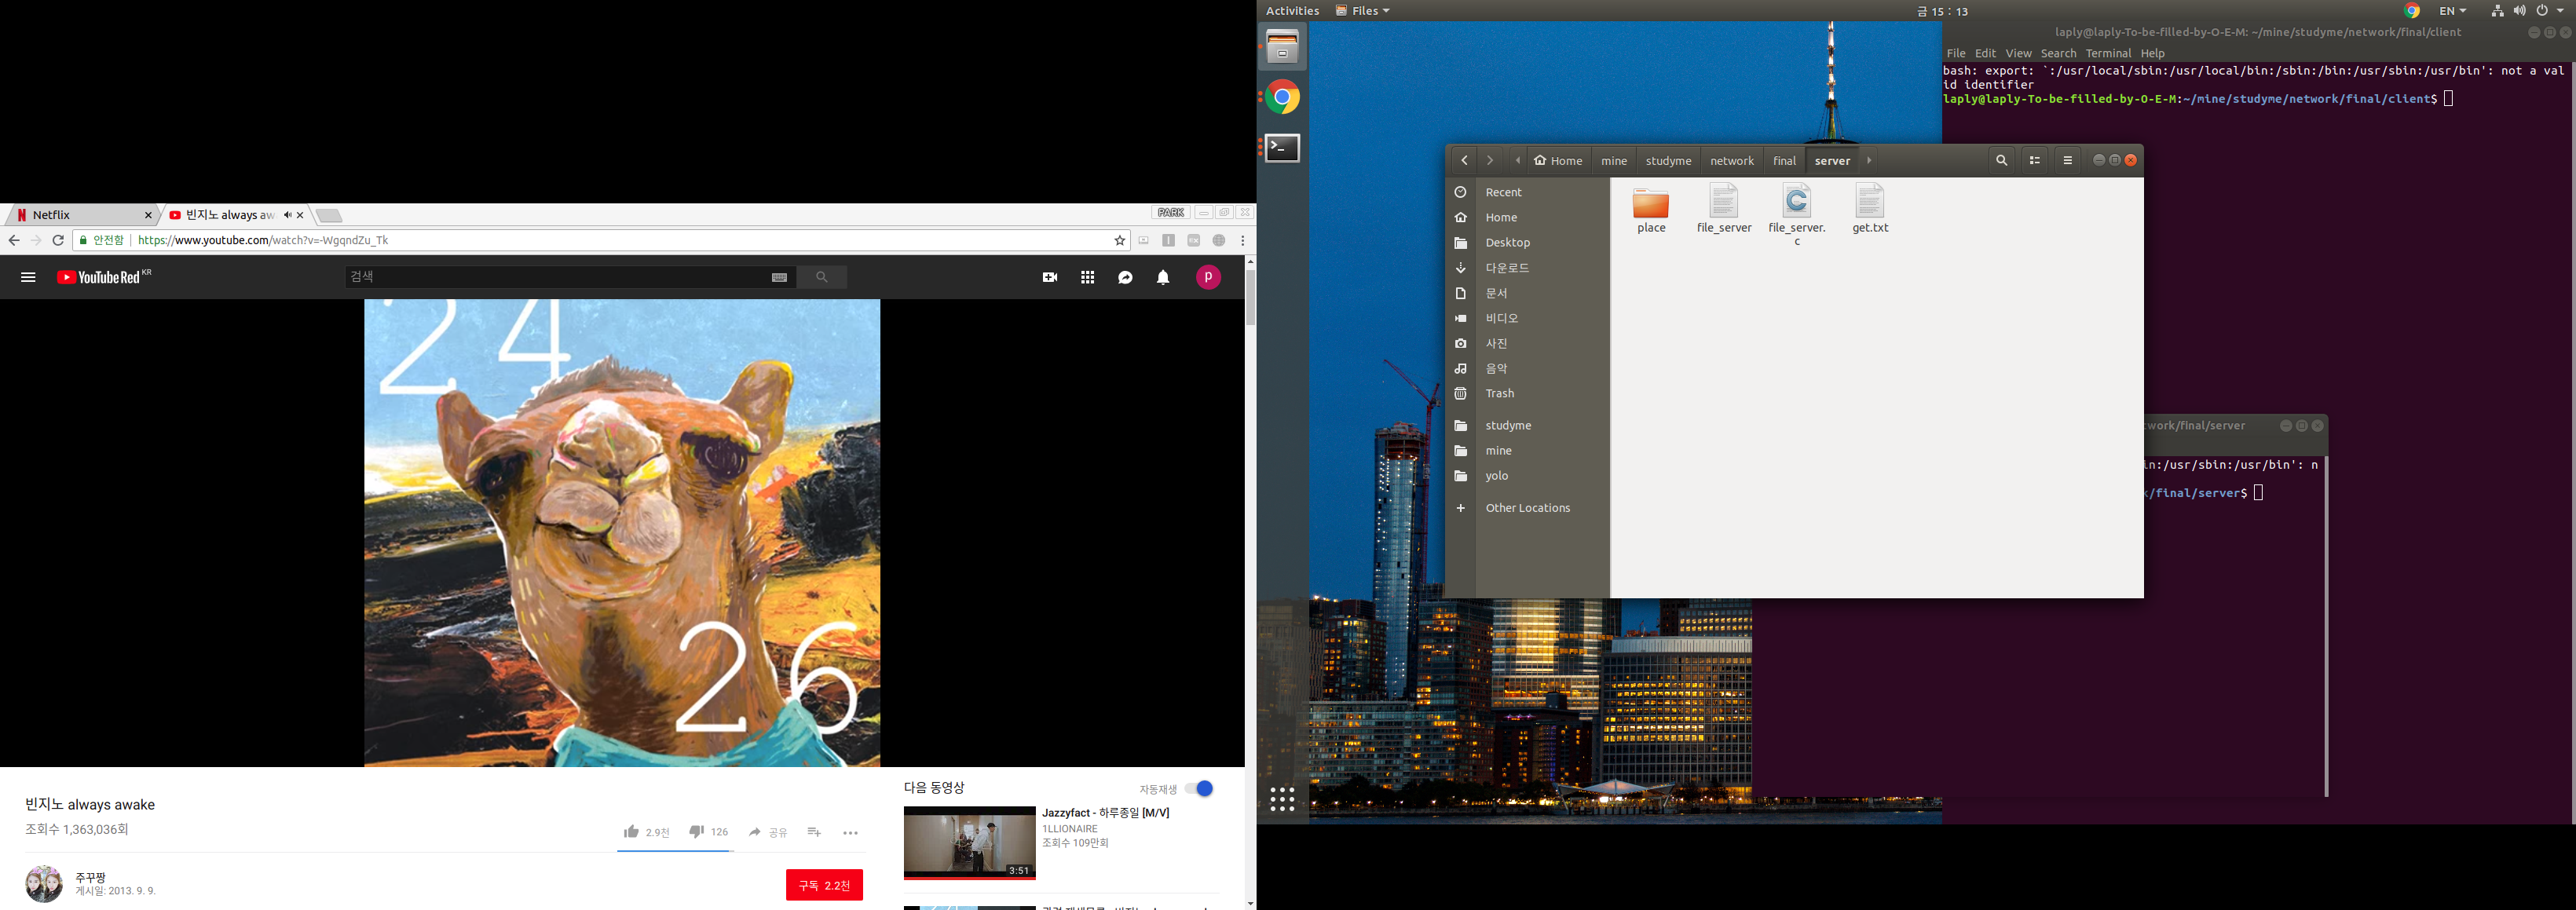 Netflix
빈지노 always aw
PARK
안전함
https://www.youtube.com/watch?v=-WgqndZu_Tk
YouTube Red KR
검색
p
24
26
빈지노 always awake
조회수 1,363,036회
2.9천
126
공유
주꾸짱
게시일: 2013. 9. 9.
구독 2.2천
다음 동영상
자동재생
Jazzyfact - 하루종일 [M/V]
1LLIONAIRE
조회수 109만회
3:51
Activities
Files
금 15 : 13
EN
laply@laply-To-be-filled-by-O-E-M: ~/mine/studyme/network/final/client
File Edit View Search Terminal Help
bash: export: `:/usr/local/sbin:/usr/local/bin:/sbin:/bin:/usr/sbin:/usr/bin': not a val
id identifier
laply@laply-To-be-filled-by-O-E-M:~/mine/studyme/network/final/client$
Home mine studyme network final server
Recent
Home
Desktop
다운로드
문서
비디오
사진
음악
Trash
studyme
mine
yolo
Other Locations
place
file_server
file_server.
c
get.txt
work/final/server
in:/usr/sbin:/usr/bin': n
/final/server$